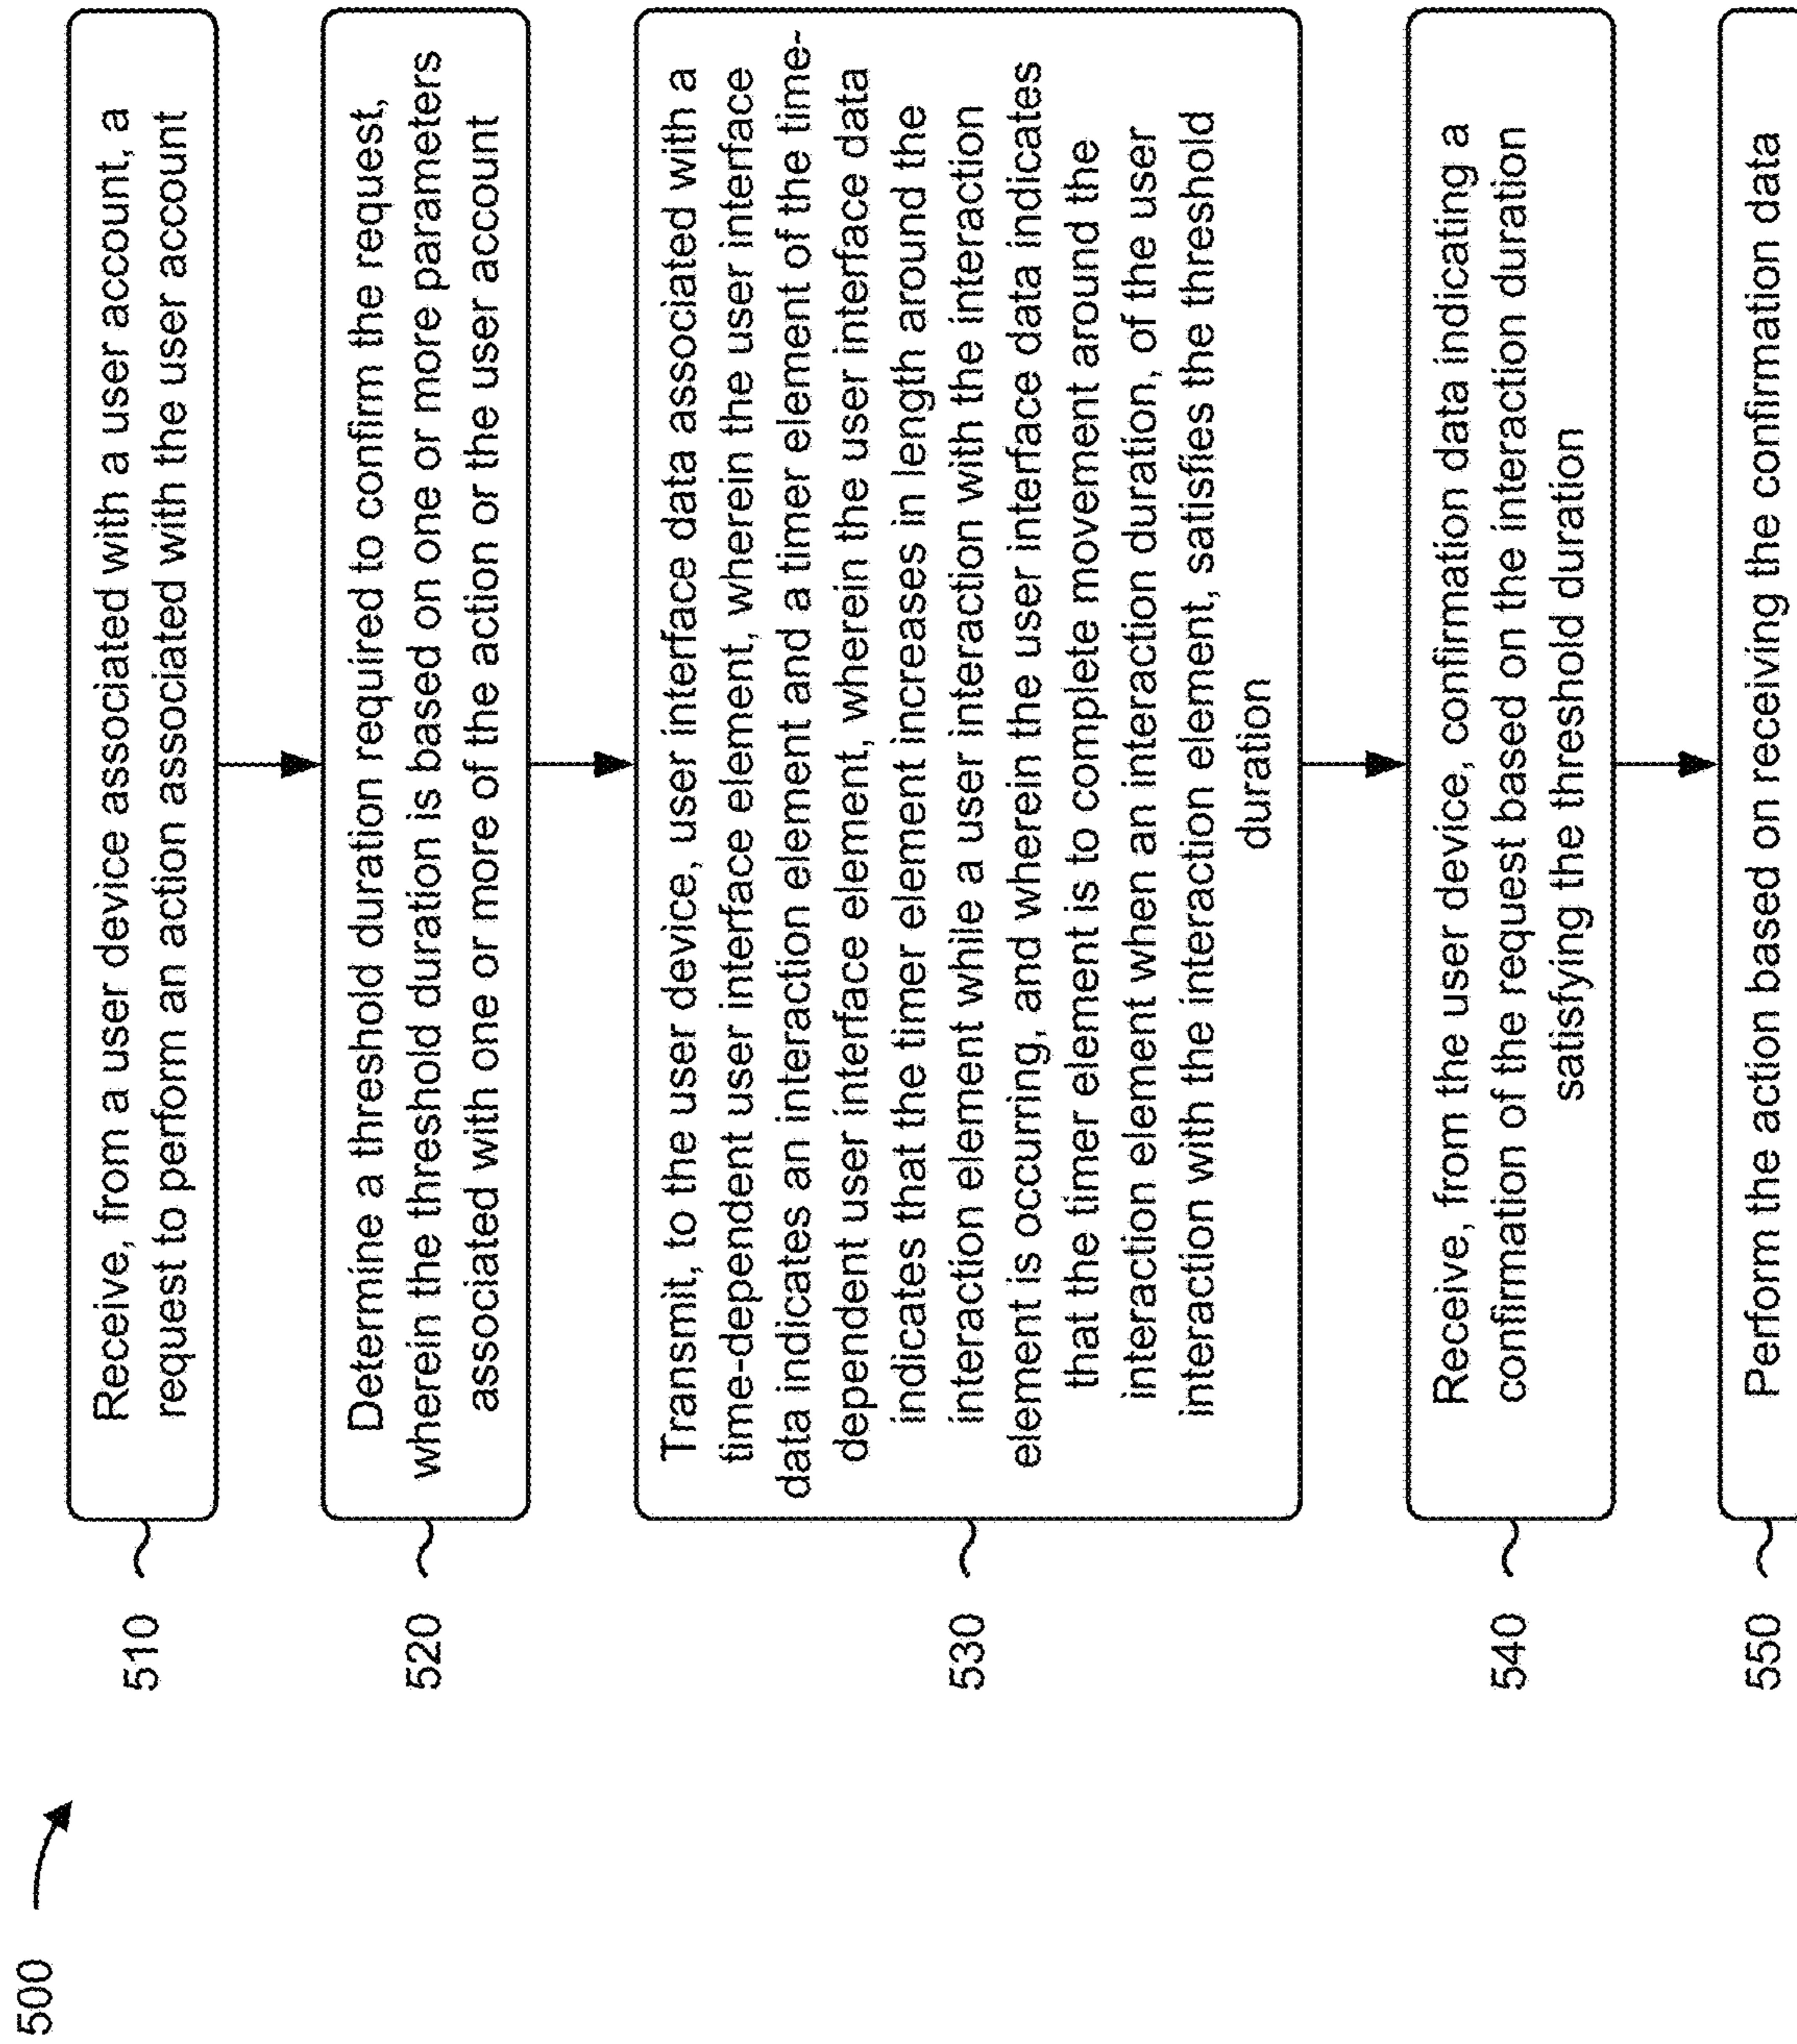 500
510
Receive, from a user device associated with a user account, a
request to perform an action associated with the user account
520
Determine a threshold duration required to confirm the request,
wherein the threshold duration is based on one or more parameters
associated with one or more of the action or the user account
530
Transmit, to the user device, user interface data associated with a
time-dependent user interface element, wherein the user interface
data indicates an interaction element and a timer element of the time-
dependent user interface element, wherein the user interface data
indicates that the timer element increases in length around the
interaction element while a user interaction with the interaction
element is occurring, and wherein the user interface data indicates
that the timer element is to complete movement around the
interaction element when an interaction duration, of the user
interaction with the interaction element, satisfies the threshold
duration
540
Receive, from the user device, confirmation data indicating a
confirmation of the request based on the interaction duration
satisfying the threshold duration
550
Perform the action based on receiving the confirmation data